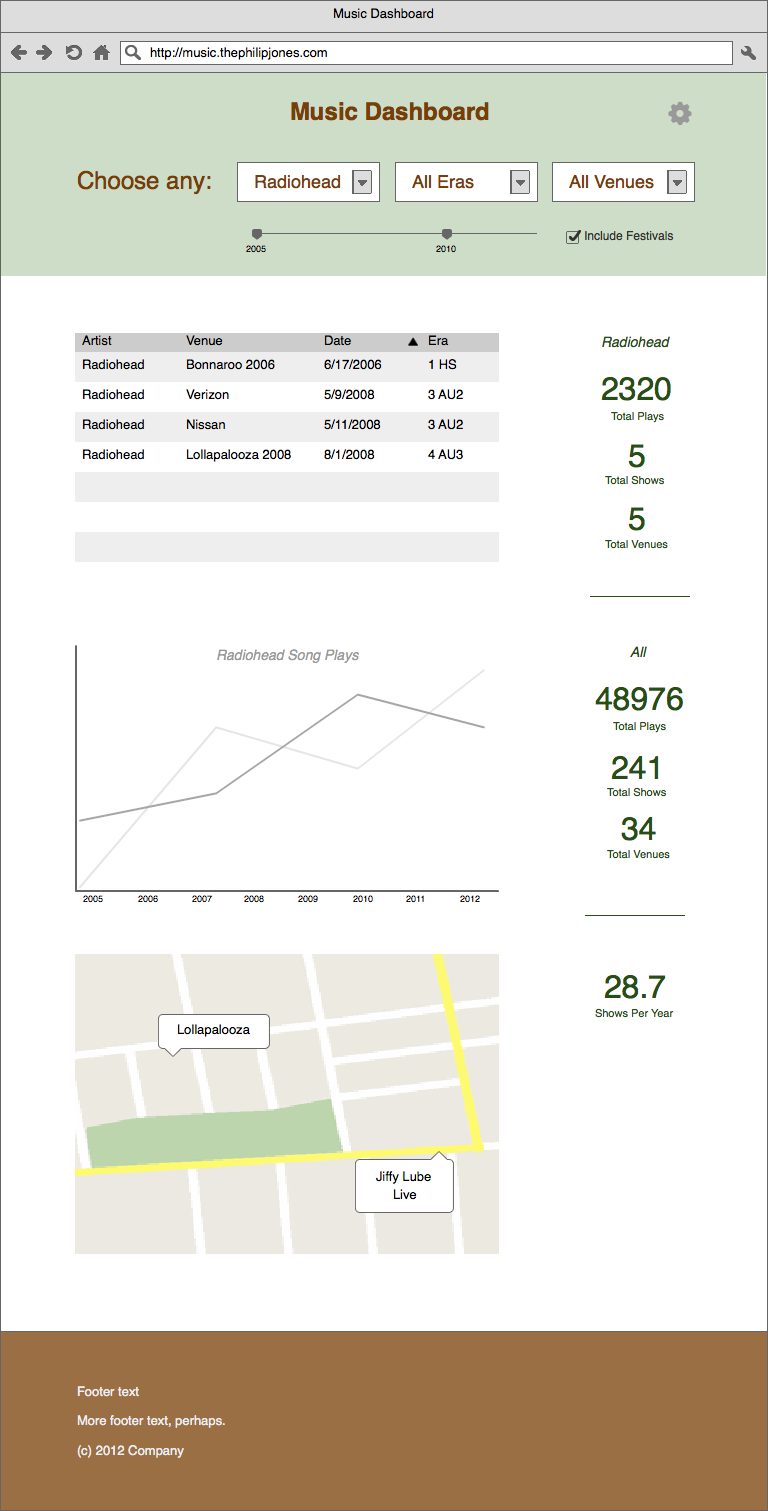 Music Dashboard
http://music.thephilipjones.com
Music Dashboard
Choose any:
Radiohead
All Eras
All Venues
2005
2010
Include Festivals
Artist Venue Date Era
Radiohead Bonnaroo 2006 6/17/2006 1 HS
Radiohead Verizon 5/9/2008 3 AU2
Radiohead Nissan 5/11/2008 3 AU2
Radiohead Lollapalooza 2008 8/1/2008 4 AU3
Radiohead
2320
Total Plays
5
Total Shows
5
Total Venues
Radiohead Song Plays
2005 2006 2007 2008 2009 2010 2011 2012
All
48976
Total Plays
241
Total Shows
34
Total Venues
Lollapalooza
Jiffy Lube
Live
28.7
Shows Per Year
Footer text
More footer text, perhaps.
(c) 2012 Company